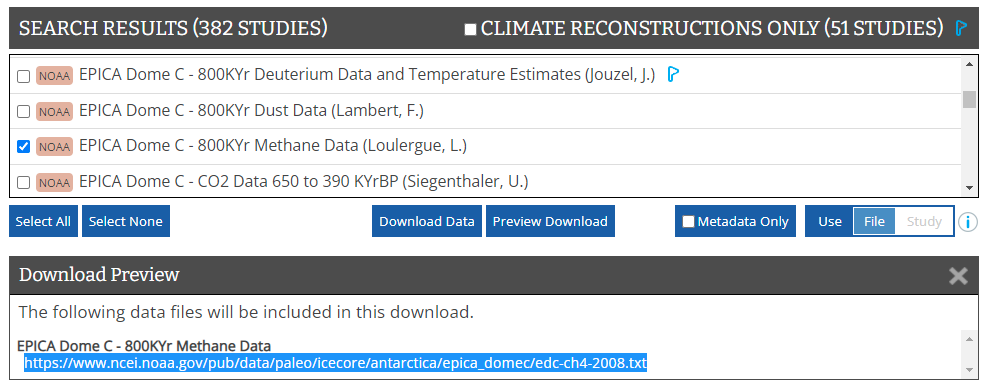 SEARCH RESULTS (382 STUDIES) CLIMATE RECONSTRUCTIONS ONLY (51 STUDIES)
NOAA EPICA Dome C - 800KYr Deuterium Data and Temperature Estimates (Jouzel, J.)
NOAA EPICA Dome C - 800KYr Dust Data (Lambert, F.)
NOAA EPICA Dome C - 800KYr Methane Data (Loulergue, L.)
NOAA EPICA Dome C - CO2 Data 650 to 390 KYrBP (Siegenthaler, U.)
Select All Select None Download Data Preview Download Metadata Only Use File Study i
Download Preview
The following data files will be included in this download.
EPICA Dome C - 800KYr Methane Data
https://www.ncei.noaa.gov/pub/data/paleo/icecore/antarctica/epica_domec/edc-ch4-2008.txt